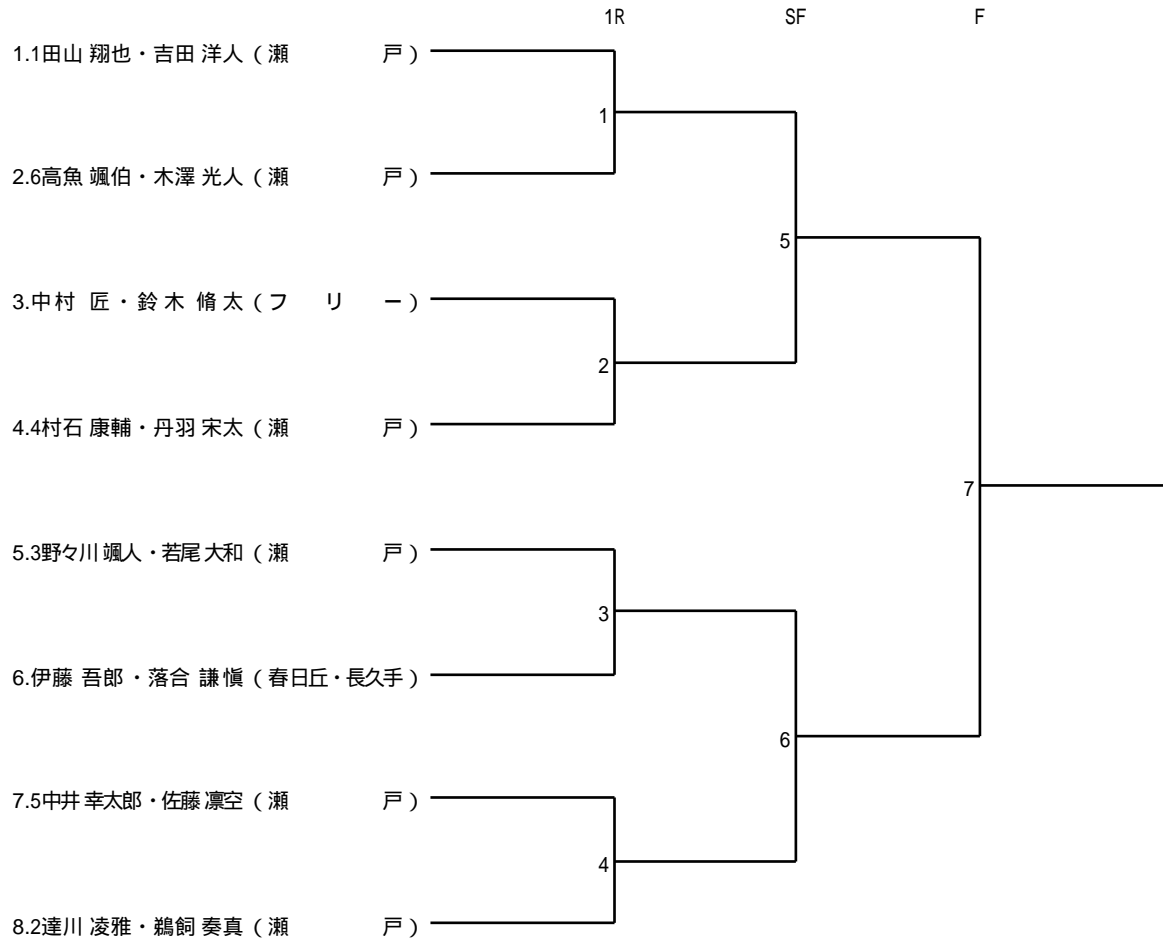 1R SF F
1.1田山 翔也・吉田 洋人 ( 瀬 戸 )
1
2.6高魚 颯伯・木澤 光人 ( 瀬 戸 )
5
3.中村 匠・鈴木 脩太 ( フ リ ー )
2
4.4村石 康輔・丹羽 宋太 ( 瀬 戸 )
7
5.3野々川 颯人・若尾 大和 ( 瀬 戸 )
3
6.伊藤 吾郎・落合 謙愼 ( 春日丘・長久手 )
6
7.5中井 幸太郎・佐藤 凛空 ( 瀬 戸 )
4
8.2達川 凌雅・鵜飼 奏真 ( 瀬 戸 )